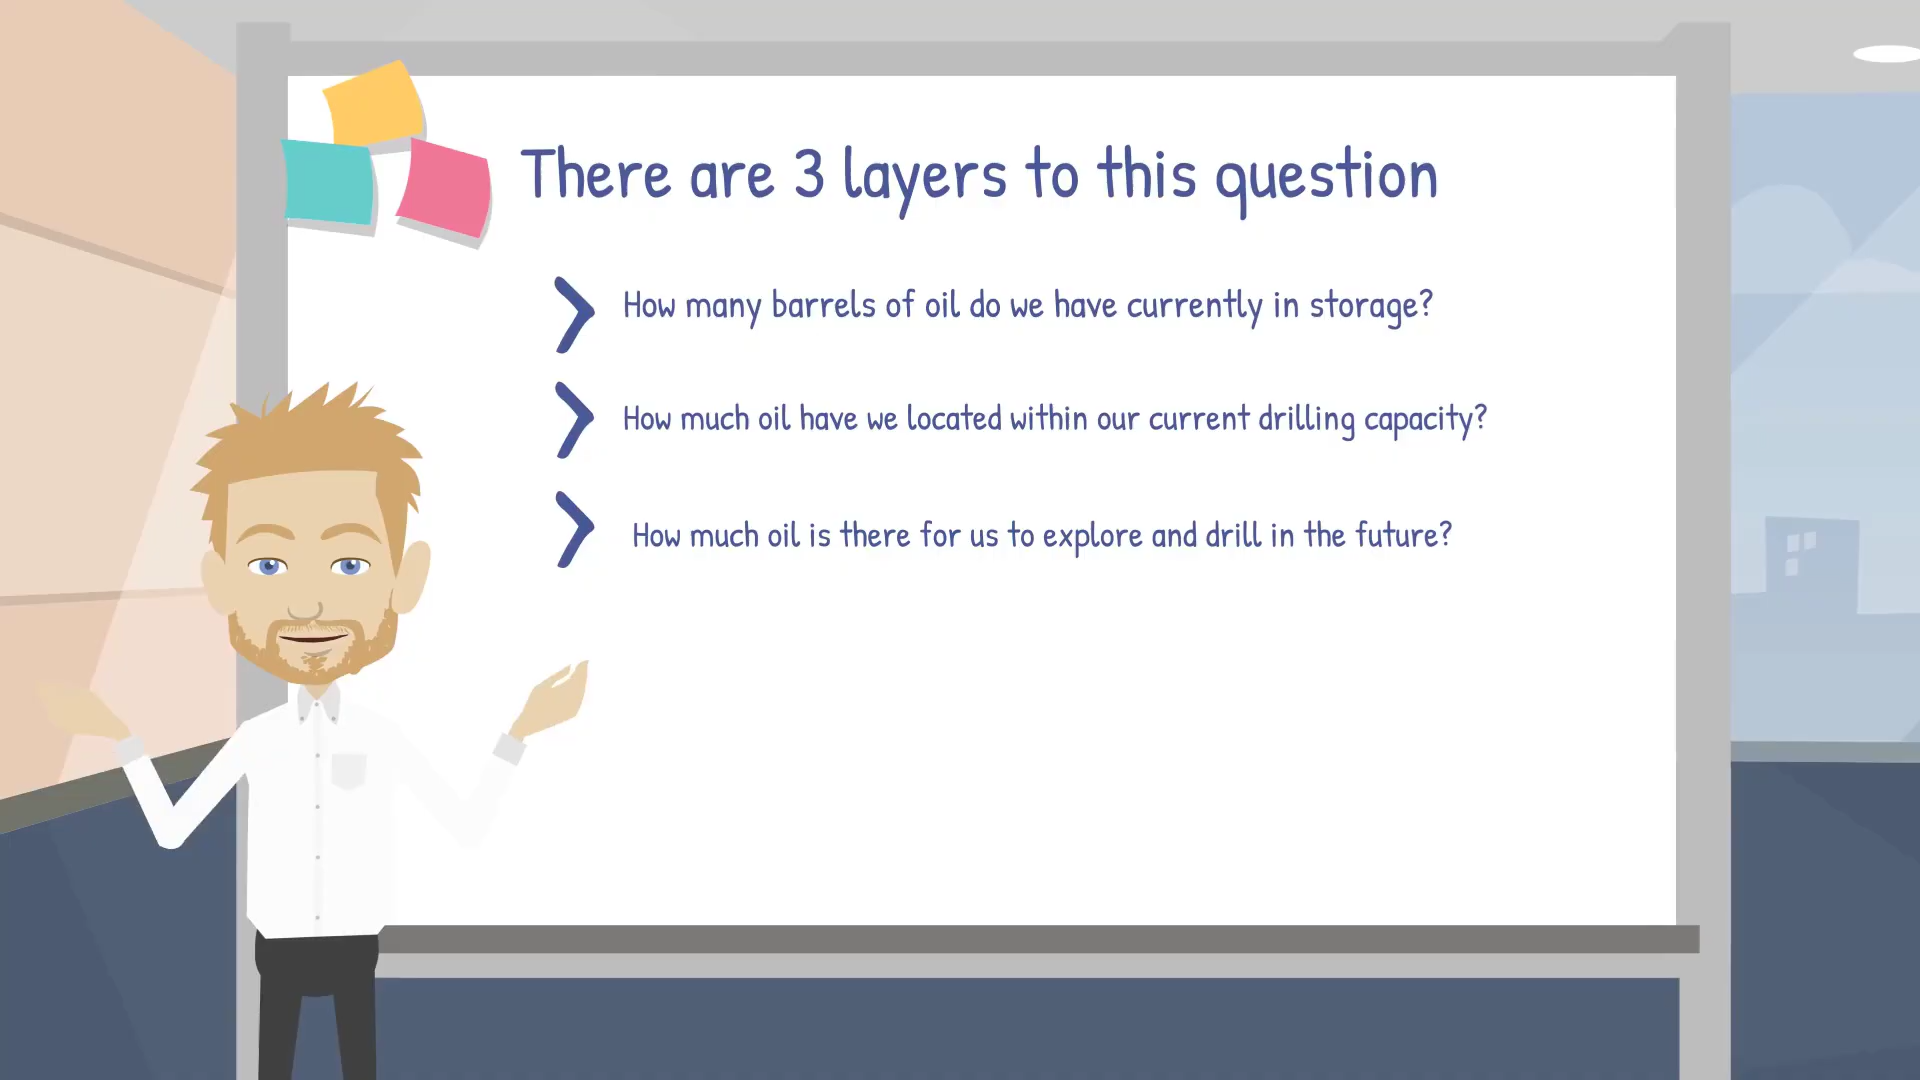 There are 3 layers to this question
How many barrels of oil do we have currently in storage?
How much oil have we located within our current drilling capacity?
How much oil is there for us to explore and drill in the future?